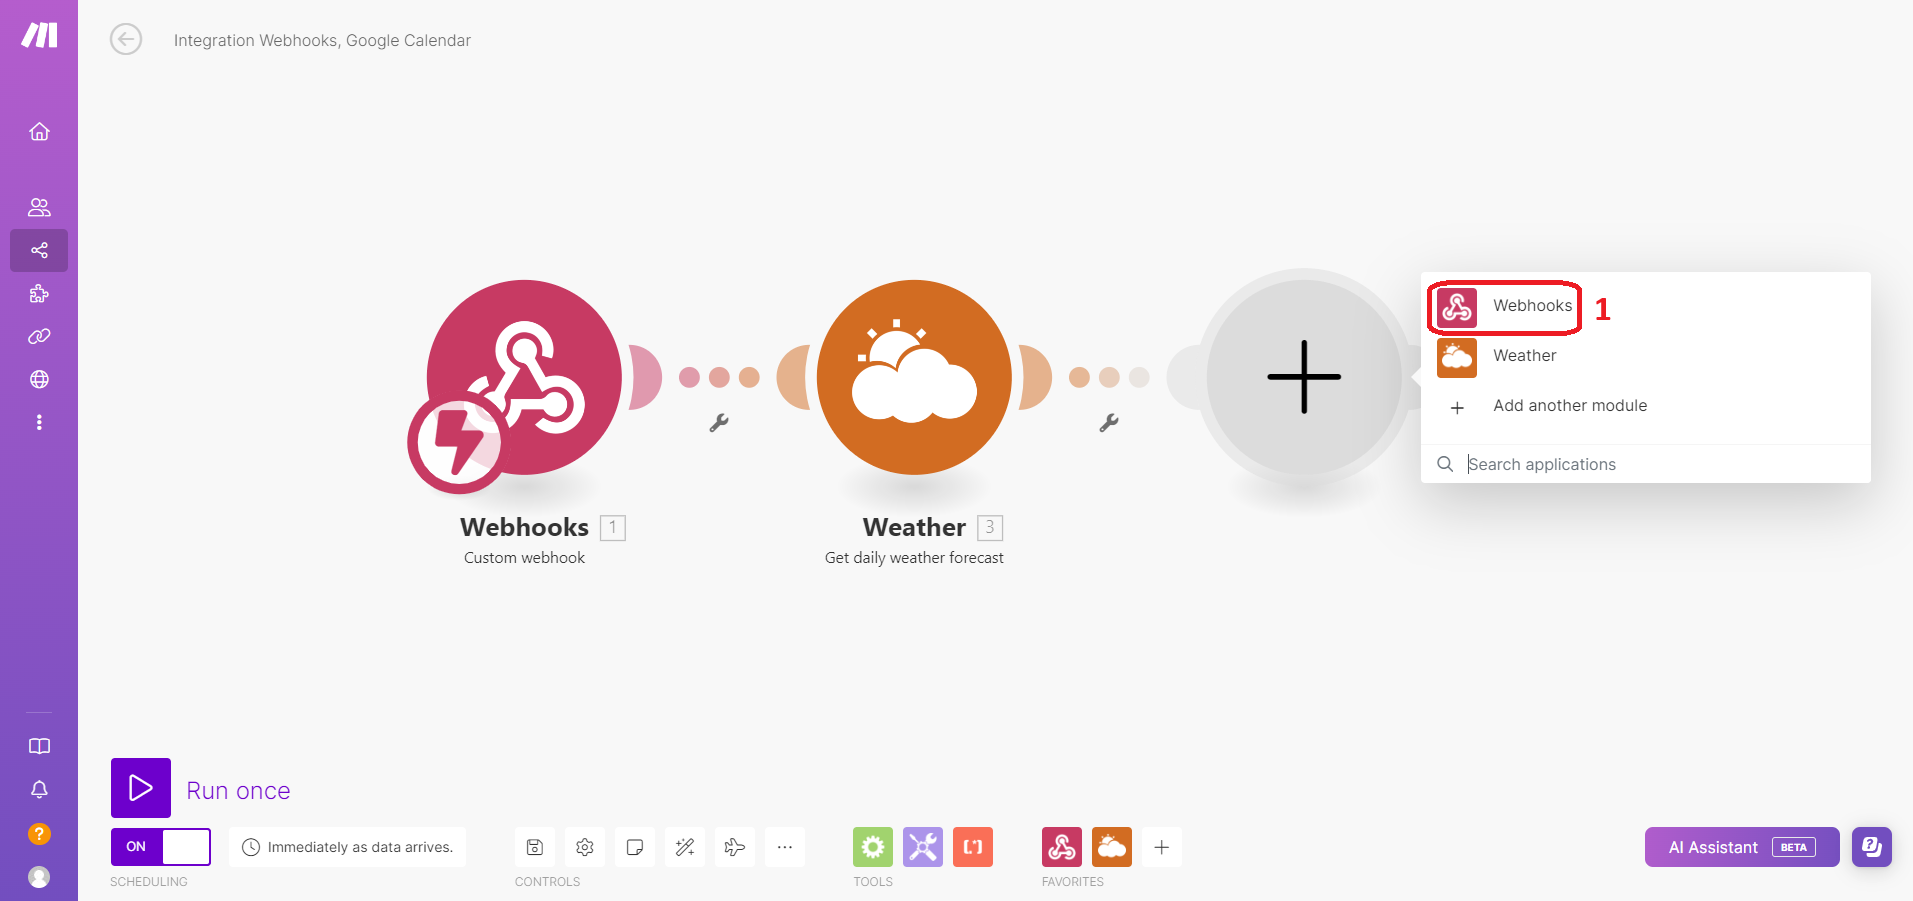 Integration Webhooks, Google Calendar
Webhooks 1
Weather
Add another module
Search applications
Webhooks 1
Custom webhook
Weather 3
Get daily weather forecast
Run once
ON
Immediately as data arrives.
AI Assistant BETA
SCHEDULING
CONTROLS
TOOLS
FAVORITES